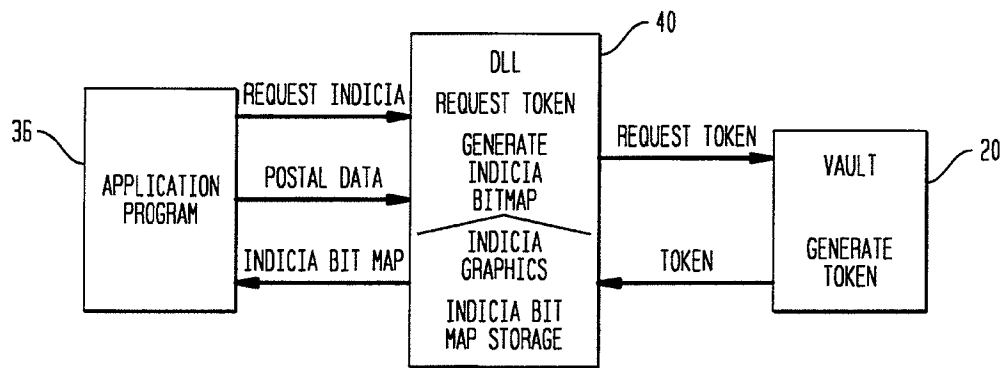 40
DLL
REQUEST INDICIA
REQUEST TOKEN
36
GENERATE
INDICIA
BITMAP
REQUEST TOKEN
20
VAULT
APPLICATION
PROGRAM
POSTAL DATA
INDICIA
GRAPHICS
INDICIA BIT MAP
TOKEN
GENERATE
TOKEN
INDICIA BIT
MAP STORAGE